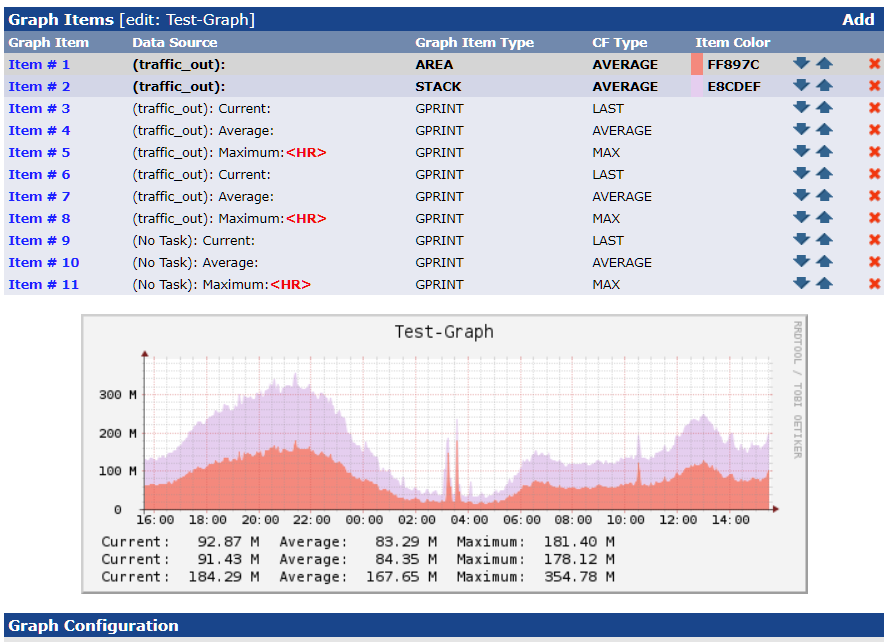 Graph Items [edit: Test-Graph] Add
Graph Item Data Source Graph Item Type CF Type Item Color
Item # 1 (traffic_out): AREA AVERAGE FF897C
Item # 2 (traffic_out): STACK AVERAGE E8CDEF
Item # 3 (traffic_out): Current: GPRINT LAST
Item # 4 (traffic_out): Average: GPRINT AVERAGE
Item # 5 (traffic_out): Maximum:<HR> GPRINT MAX
Item # 6 (traffic_out): Current: GPRINT LAST
Item # 7 (traffic_out): Average: GPRINT AVERAGE
Item # 8 (traffic_out): Maximum:<HR> GPRINT MAX
Item # 9 (No Task): Current: GPRINT LAST
Item # 10 (No Task): Average: GPRINT AVERAGE
Item # 11 (No Task): Maximum:<HR> GPRINT MAX
Test-Graph
RRDTOOL / TOBI OETIKER
300 M
200 M
100 M
0
16:00 18:00 20:00 22:00 00:00 02:00 04:00 06:00 08:00 10:00 12:00 14:00
Current: 92.87 M Average: 83.29 M Maximum: 181.40 M
Current: 91.43 M Average: 84.35 M Maximum: 178.12 M
Current: 184.29 M Average: 167.65 M Maximum: 354.78 M
Graph Configuration